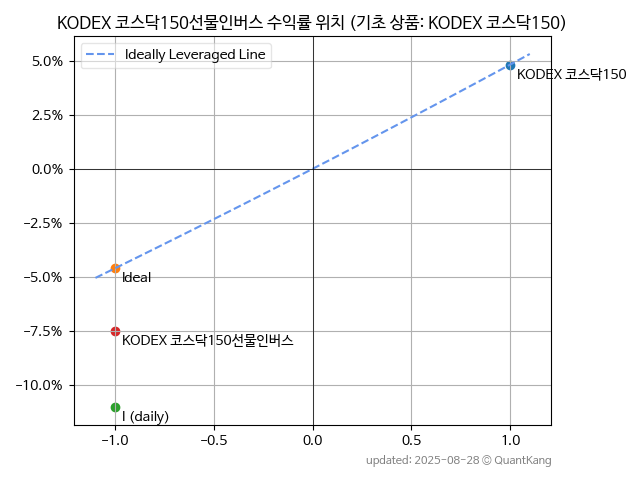 KODEX 코스닥150선물인버스 수익률 위치 (기초 상품: KODEX 코스닥150)
Ideally Leveraged Line
5.0%
2.5%
0.0%
−2.5%
−5.0%
−7.5%
−10.0%
KODEX 코스닥150
Ideal
KODEX 코스닥150선물인버스
I (daily)
−1.0
−0.5
0.0
0.5
1.0
updated: 2025-08-28 © QuantKang